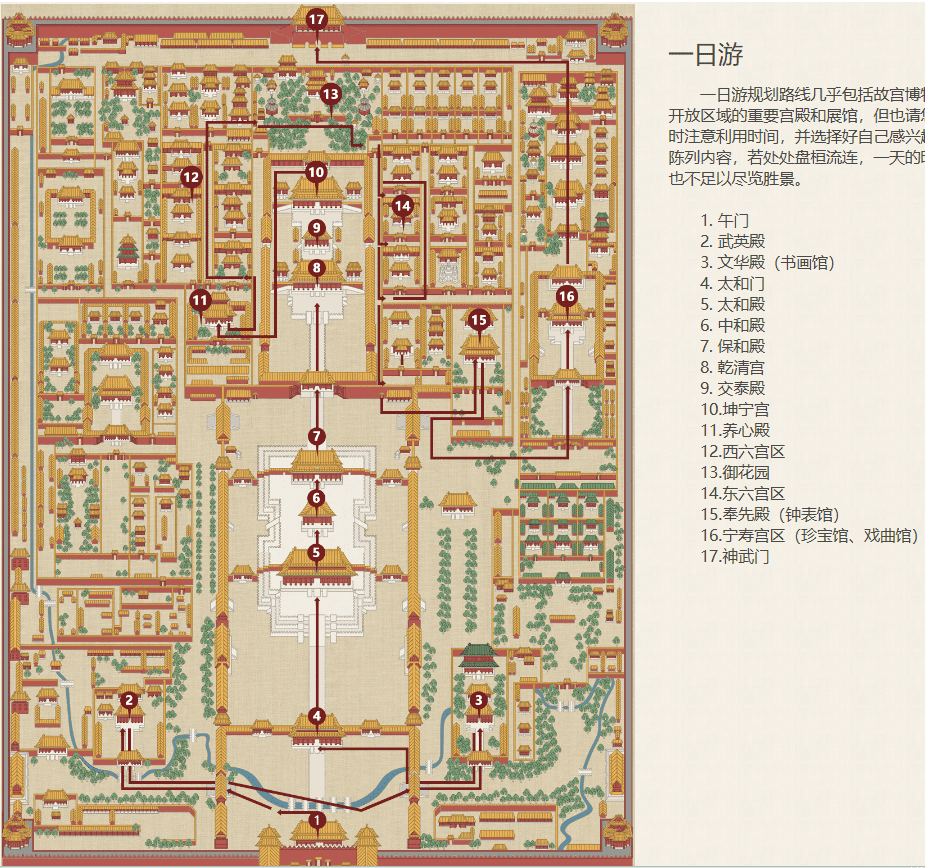 17
13
10
12
14
9
8
16
11
15
7
6
5
2
3
4
1
一日游
一日游规划路线几乎包括故宫博
开放区域的重要宫殿和展馆，但也请
时注意利用时间，并选择好自己感兴
陈列内容，若处处盘桓流连，一天的
也不足以尽览胜景。
1. 午门
2. 武英殿
3. 文华殿（书画馆）
4. 太和门
5. 太和殿
6. 中和殿
7. 保和殿
8. 乾清宫
9. 交泰殿
10.坤宁宫
11.养心殿
12.西六宫区
13.御花园
14.东六宫区
15.奉先殿（钟表馆）
16.宁寿宫区（珍宝馆、戏曲馆）
17.神武门